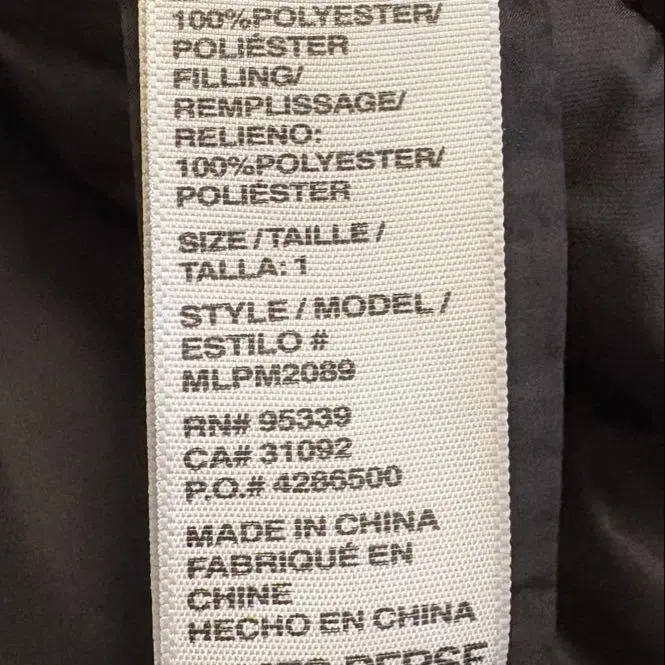 100%POLYESTER/
POLIÉSTER
FILLING/
REMPLISSAGE/
RELIENO:
100%POLYESTER/
POLIÉSTER
SIZE/TAILLE/
TALLA: 1
STYLE/MODEL/
ESTILO #
MLPM2089
RN# 95339
CA# 31092
P.O.# 4286500
MADE IN CHINA
FABRIQUÉ EN
CHINE
HECHO EN CHINA